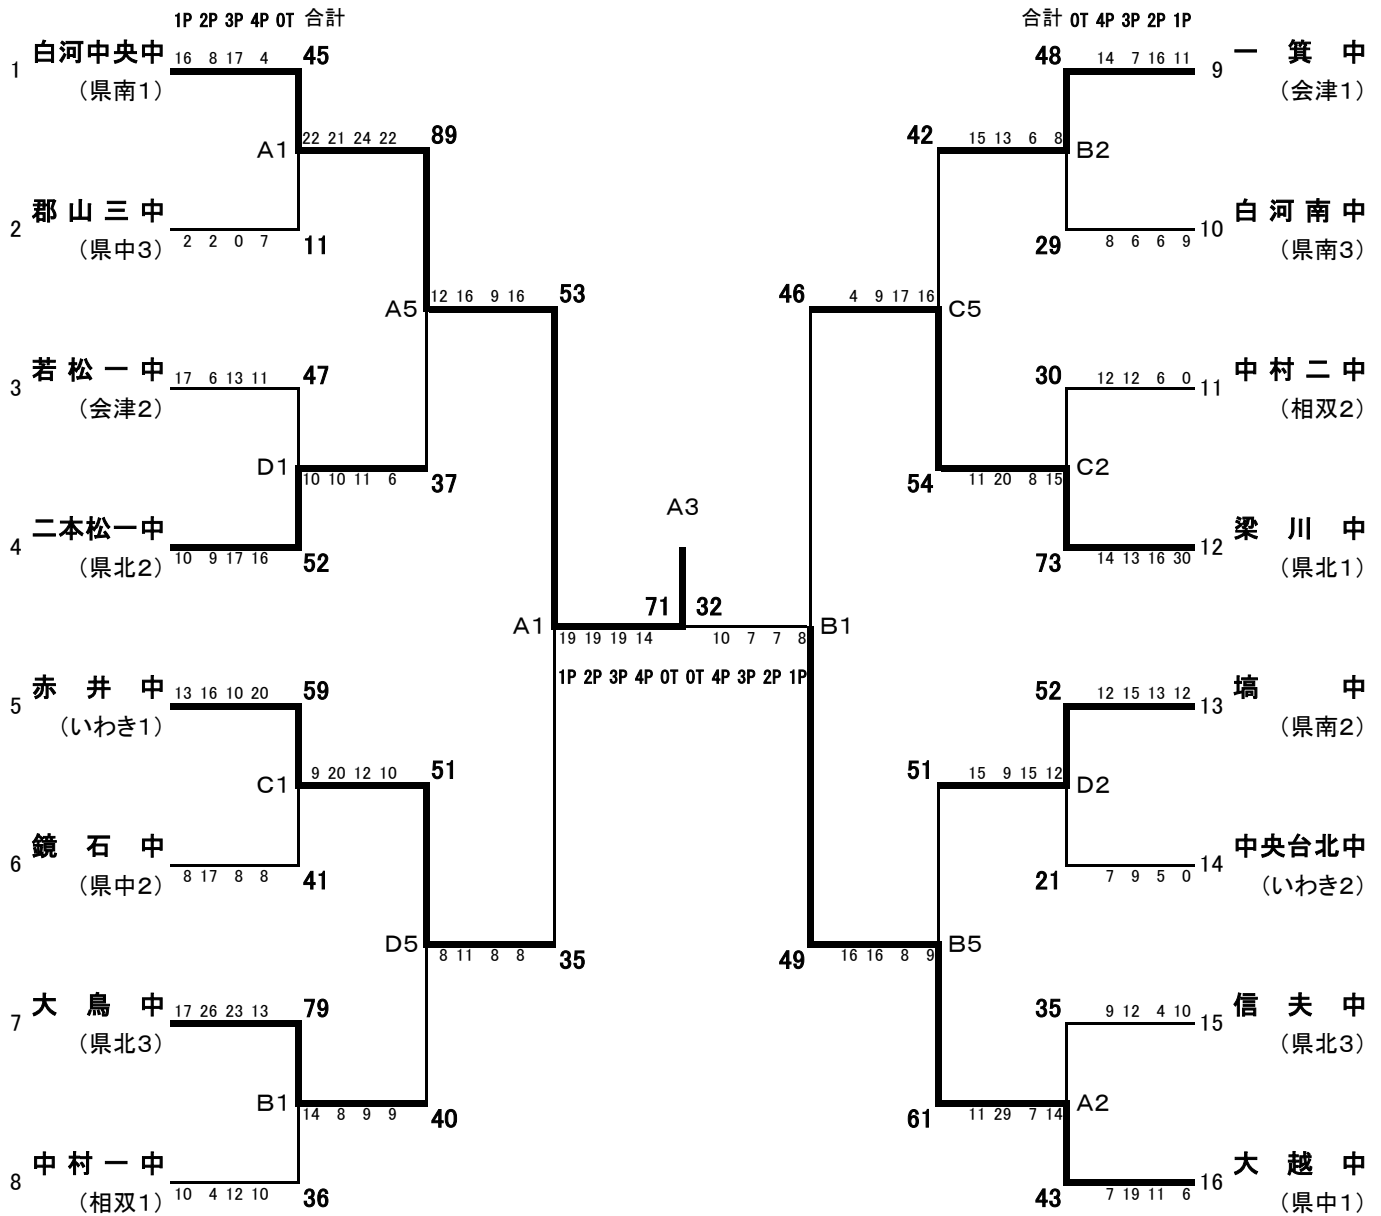 1P 2P 3P 4P OT 合計
合計 OT 4P 3P 2P 1P
1 白河中央中 16 8 17 4 45
(県南1)
A1 22 21 24 22 89
2 郡山三中 2 2 0 7 11
(県中3)
A5 12 16 9 16 53
3 若松一中 17 6 13 11 47
(会津2)
D1 10 10 11 6 37
4 二本松一中 10 9 17 16 52
(県北2)
A1 19 19 19 14 71
1P 2P 3P 4P OT
5 赤井中 13 16 10 20 59
(いわき1)
C1 9 20 12 10 51
6 鏡石中 8 17 8 8 41
(県中2)
D5 8 11 8 8 35
7 大鳥中 17 26 23 13 79
(県北3)
B1 14 8 9 9 40
8 中村一中 10 4 12 10 36
(相双1)
A3
48 14 7 16 11 9 一箕中
(会津1)
42 15 13 6 8 B2
29 8 6 6 9 10 白河南中
(県南3)
46 4 9 17 16 C5
30 12 12 6 0 11 中村二中
(相双2)
54 11 20 8 15 C2
73 14 13 16 30 12 梁川中
(県北1)
32 10 7 7 8 B1
OT 4P 3P 2P 1P
52 12 15 13 12 13 塙中
(県南2)
51 15 9 15 12 D2
21 7 9 5 0 14 中央台北中
(いわき2)
49 16 16 8 9 B5
35 9 12 4 10 15 信夫中
(県北3)
61 11 29 7 14 A2
43 7 19 11 6 16 大越中
(県中1)